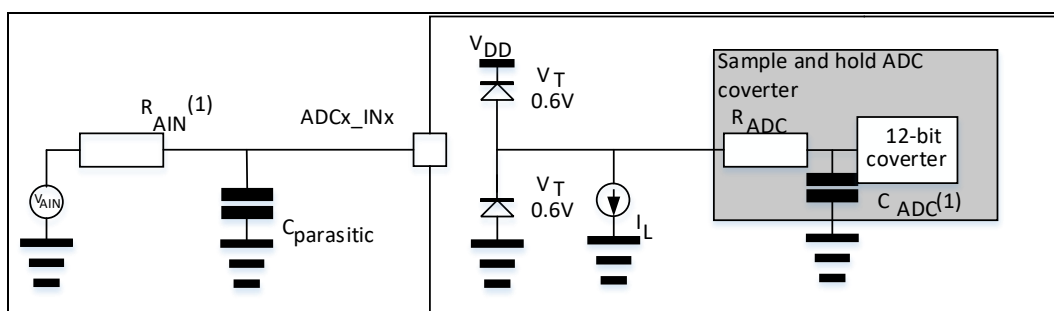 V DD
V T
0.6V
Sample and hold ADC
coverter
R AIN (1)
ADCx_INx
R ADC
12-bit
coverter
V AIN
V T
0.6V
C parasitic
I L
C ADC (1)